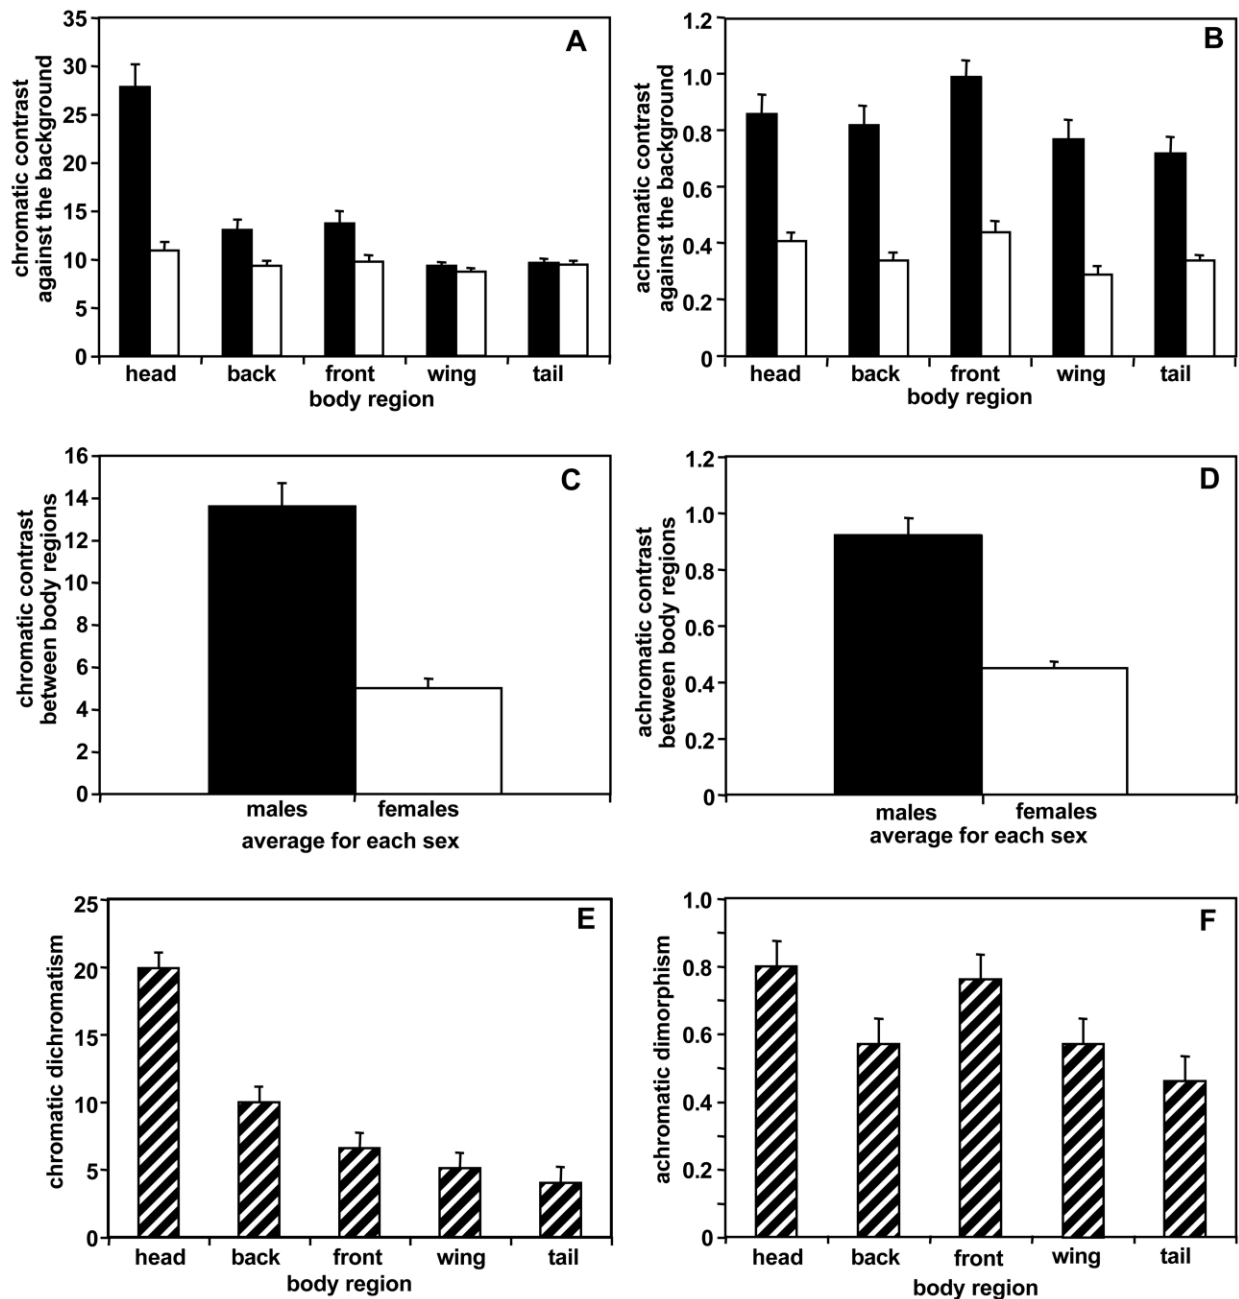 A
chromatic contrast
against the background
35
30
25
20
15
10
5
0
head back front wing tail
body region
B
achromatic contrast
against the background
1.2
1.0
0.8
0.6
0.4
0.2
0
head back front wing tail
body region
C
chromatic contrast
between body regions
16
14
12
10
8
6
4
2
0
males females
average for each sex
D
achromatic contrast
between body regions
1.2
1.0
0.8
0.6
0.4
0.2
0
males females
average for each sex
E
chromatic dichromatism
25
20
15
10
5
0
head back front wing tail
body region
F
achromatic dimorphism
1.0
0.8
0.6
0.4
0.2
0
head back front wing tail
body region